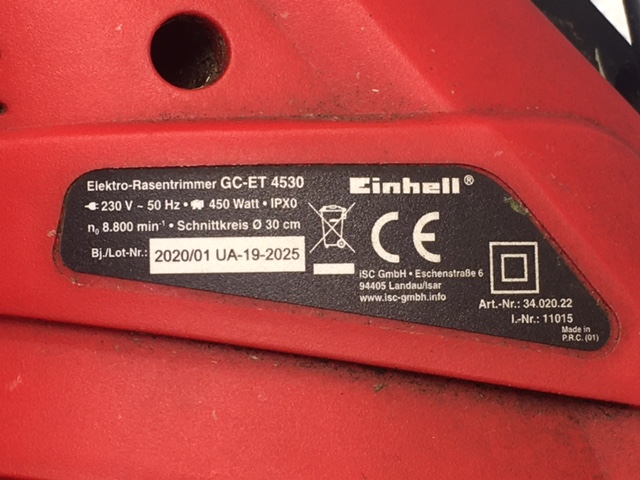 Elektro-Rasentrimmer GC-ET 4530
230 V ~ 50 Hz • 450 Watt • IPX0
n₀ 8.800 min⁻¹ • Schnittkreis Ø 30 cm
Bj./Lot-Nr.: 2020/01 UA-19-2025
Einhell®
CE
iSC GmbH • Eschenstraße 6
94405 Landau/Isar
www.isc-gmbh.info
Art.-Nr.: 34.020.22
I.-Nr.: 11015
Made in
P.R.C. (01)